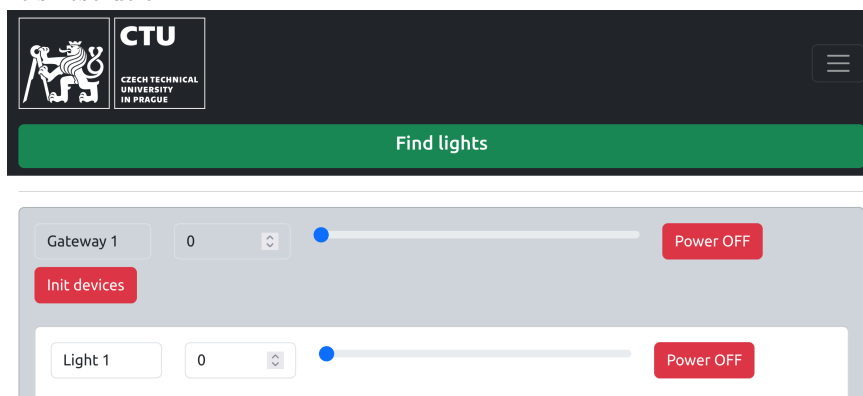 CTU
CZECH TECHNICAL
UNIVERSITY
IN PRAGUE
Find lights
Gateway 1 0 Power OFF
Init devices
Light 1 0 Power OFF